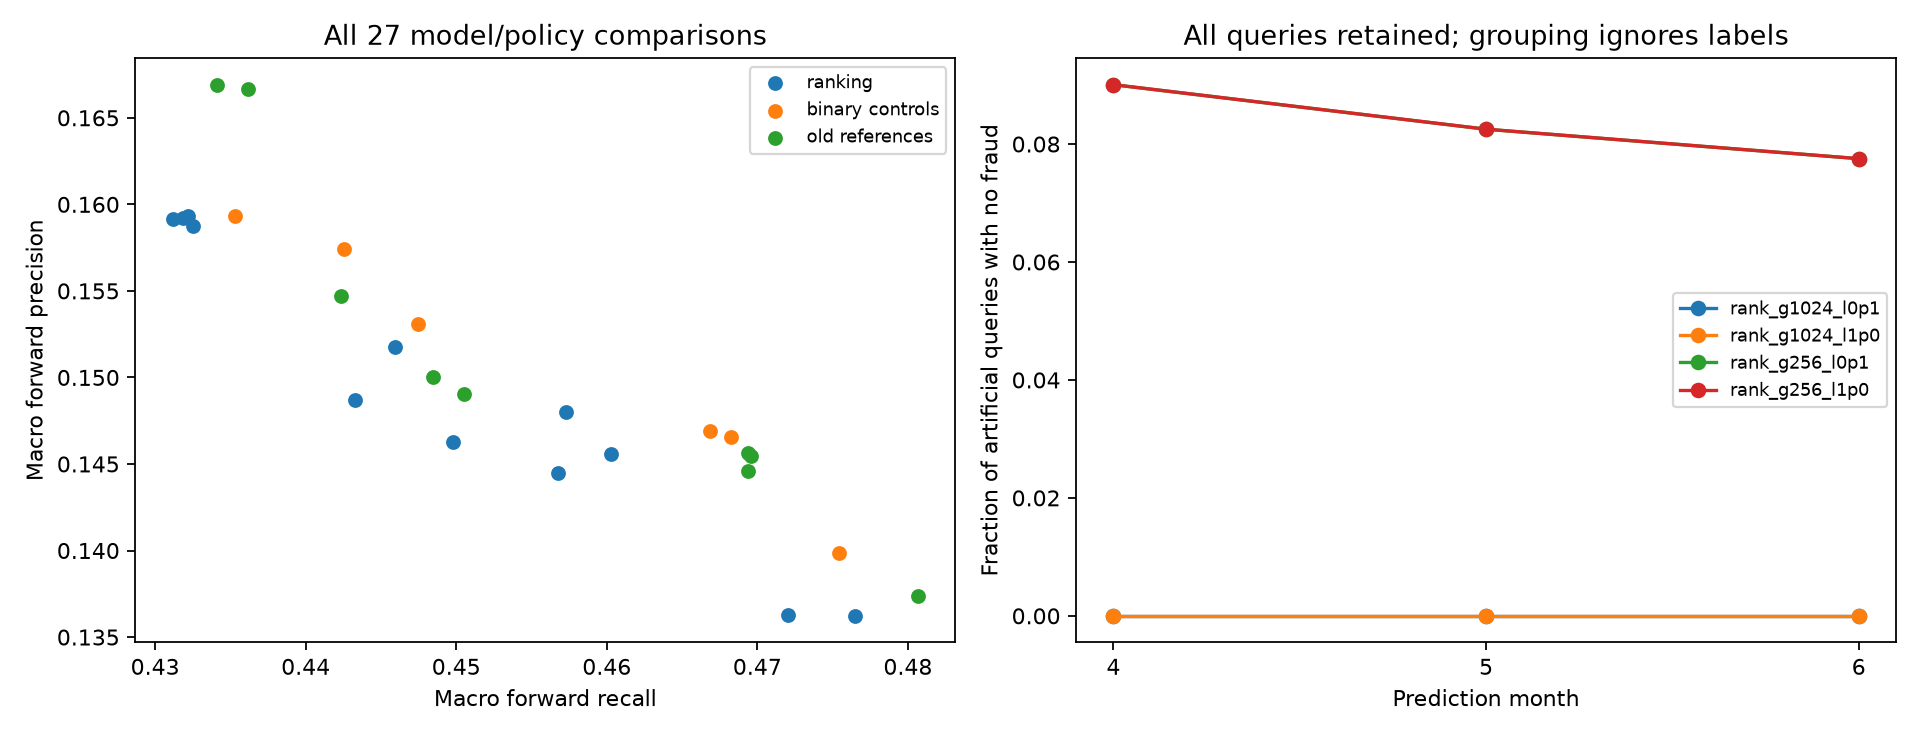 All 27 model/policy comparisons
ranking
binary controls
old references
Macro forward precision
0.165
0.160
0.155
0.150
0.145
0.140
0.135
0.43
0.44
0.45
0.46
0.47
0.48
Macro forward recall
All queries retained; grouping ignores labels
Fraction of artificial queries with no fraud
0.08
0.06
0.04
0.02
0.00
rank_g1024_l0p1
rank_g1024_l1p0
rank_g256_l0p1
rank_g256_l1p0
4
5
6
Prediction month